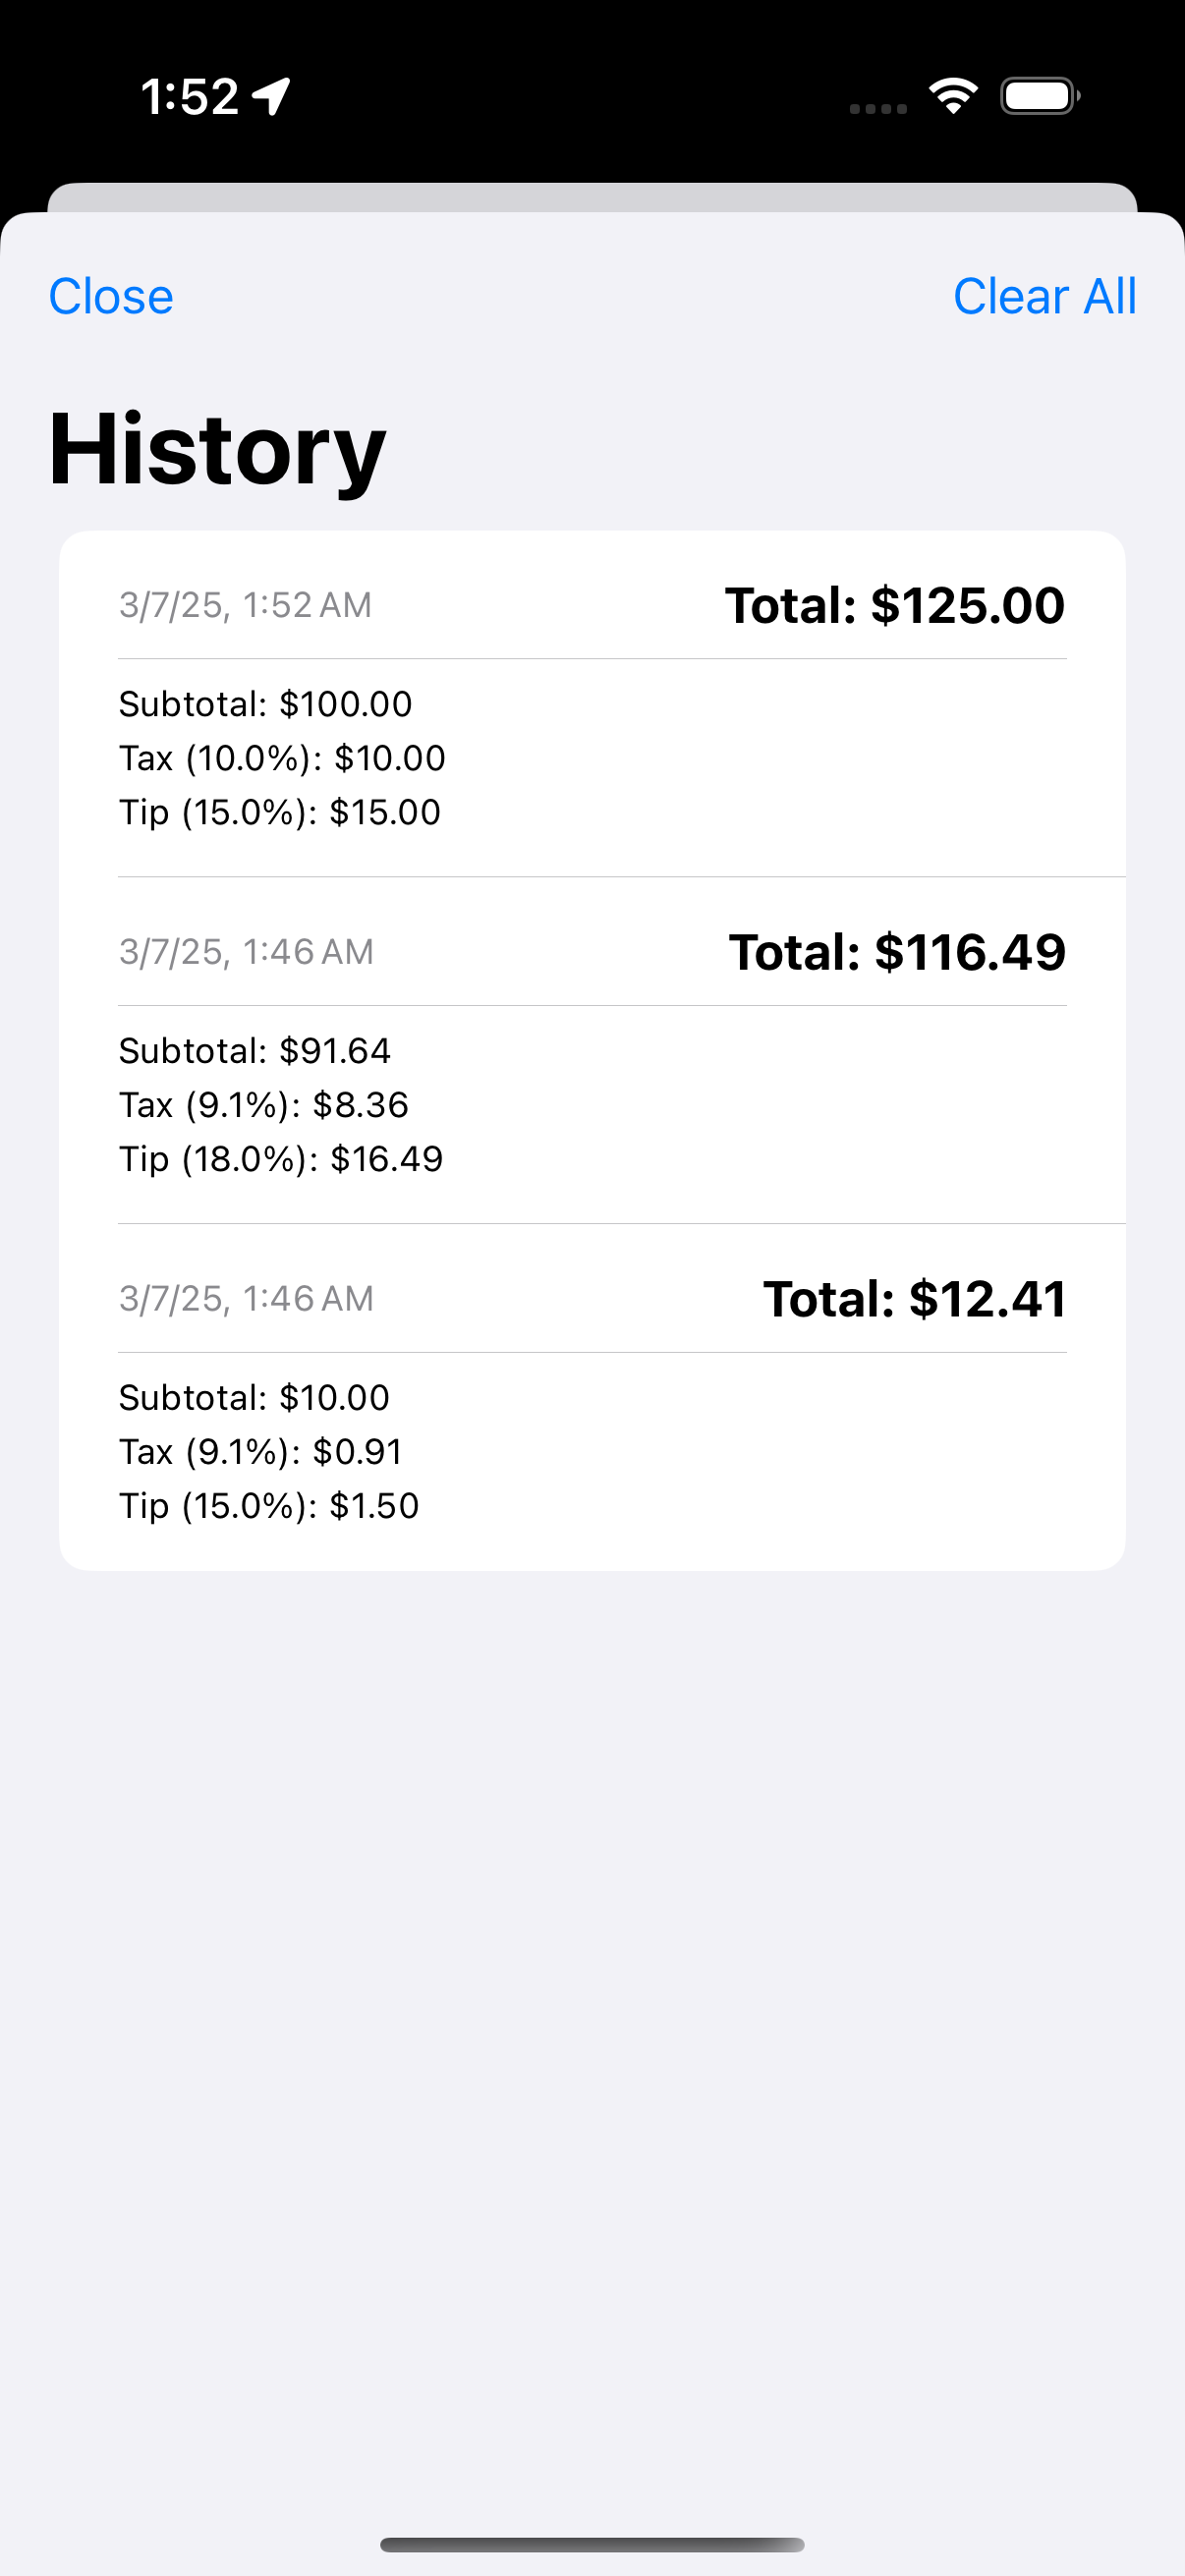 1:52
Close Clear All
History
3/7/25, 1:52 AM Total: $125.00
Subtotal: $100.00
Tax (10.0%): $10.00
Tip (15.0%): $15.00
3/7/25, 1:46 AM Total: $116.49
Subtotal: $91.64
Tax (9.1%): $8.36
Tip (18.0%): $16.49
3/7/25, 1:46 AM Total: $12.41
Subtotal: $10.00
Tax (9.1%): $0.91
Tip (15.0%): $1.50